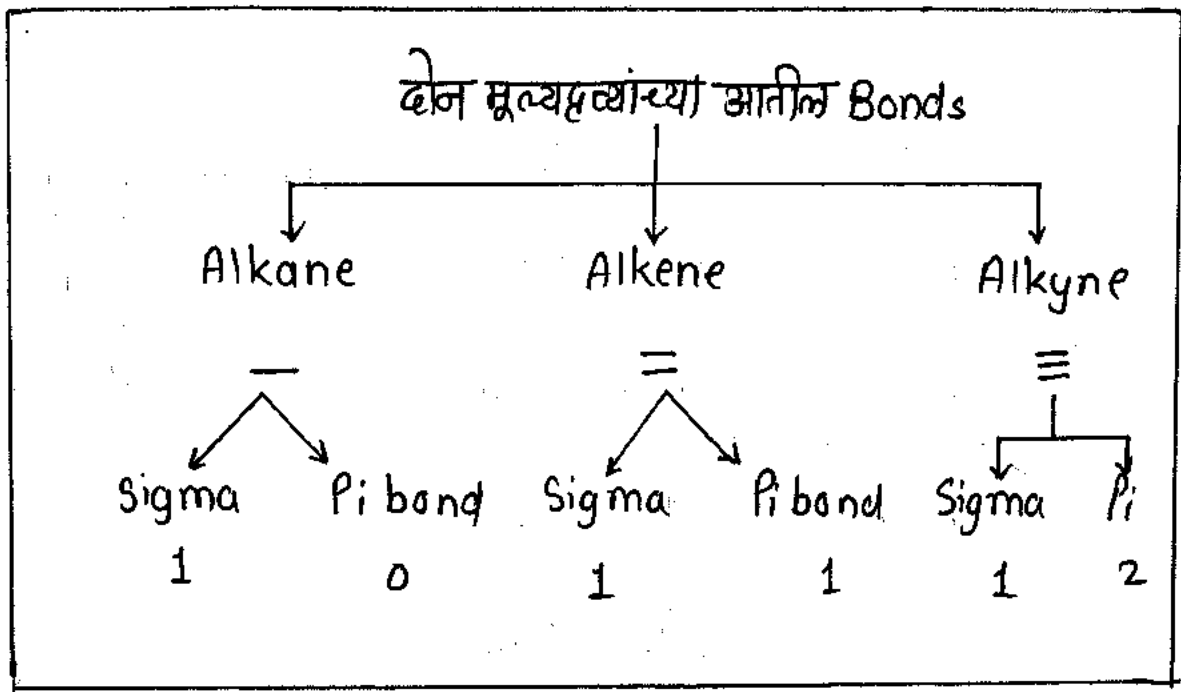 दोन मूल्यद्रव्यांच्या आतील Bonds
Alkane Alkene Alkyne
– = ≡
Sigma Pi bond Sigma Pi bond Sigma Pi
1 0 1 1 1 2